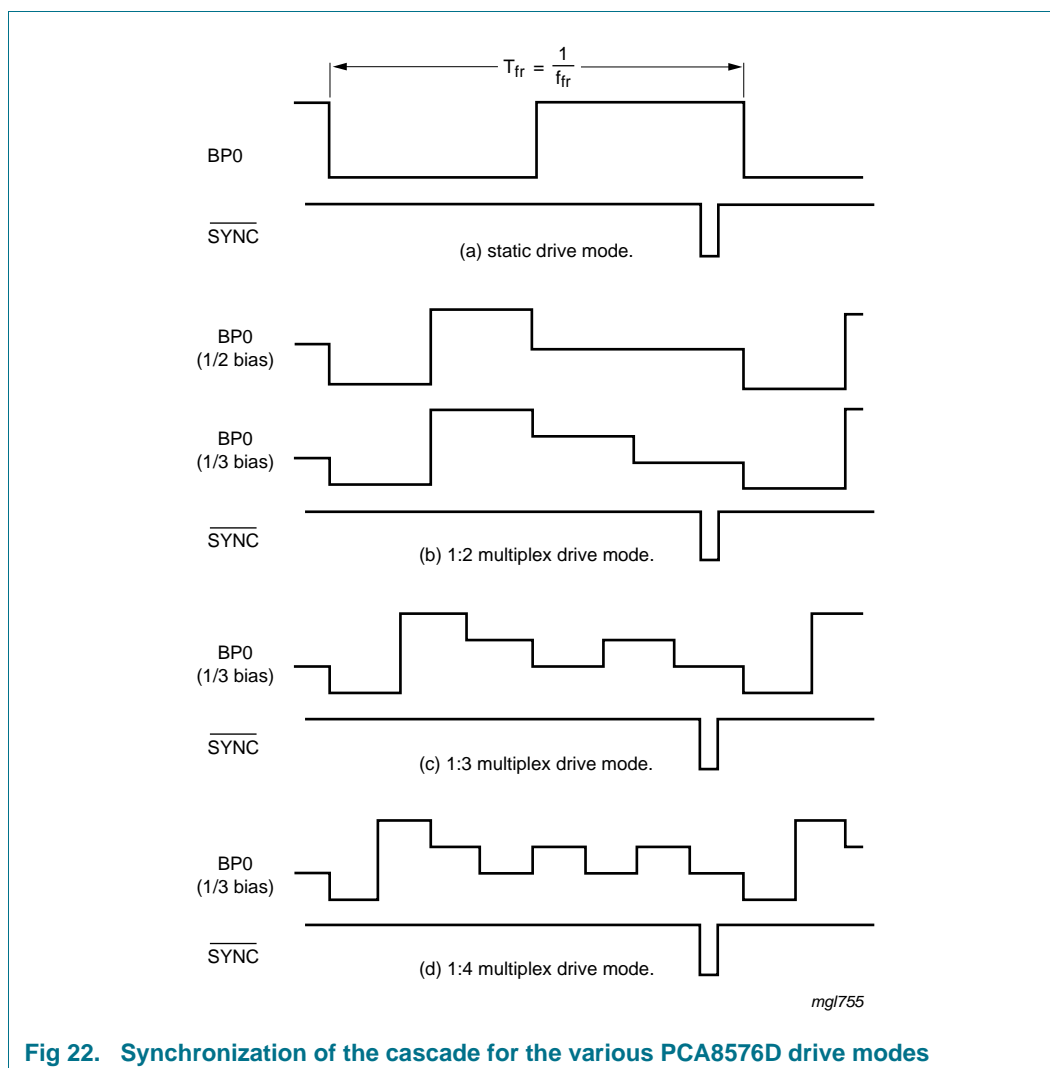 Tfr = 1/ffr
BP0
SYNC
(a) static drive mode.
BP0
(1/2 bias)
BP0
(1/3 bias)
SYNC
(b) 1:2 multiplex drive mode.
BP0
(1/3 bias)
SYNC
(c) 1:3 multiplex drive mode.
BP0
(1/3 bias)
SYNC
(d) 1:4 multiplex drive mode.
mgl755
Fig 22. Synchronization of the cascade for the various PCA8576D drive modes